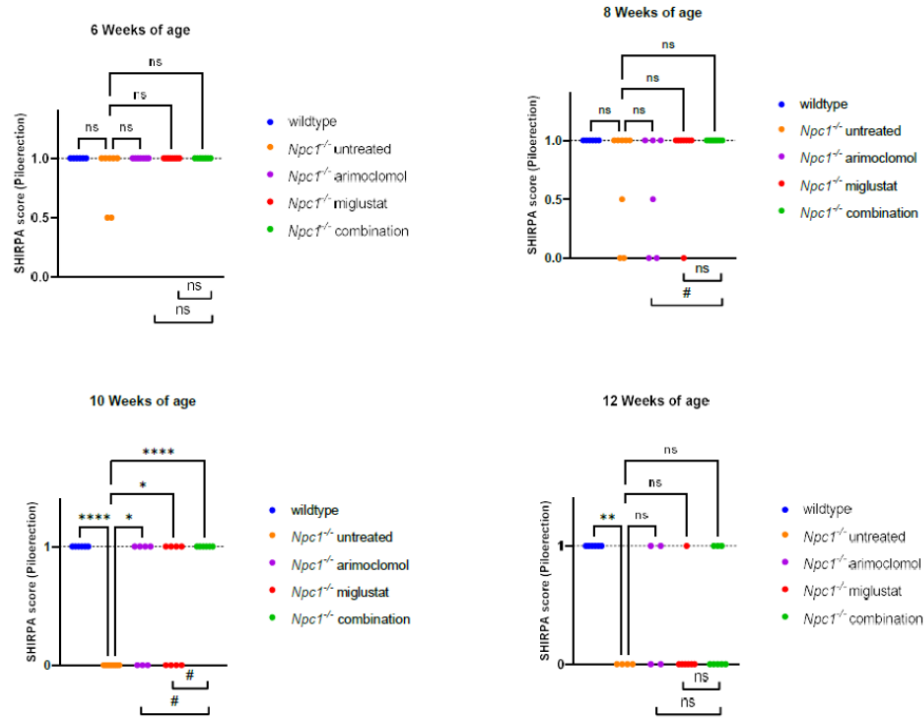 6 Weeks of age
ns
ns
ns
ns
1.0
0.5
0.0
SHIRPA score (Piloerection)
ns
ns
wildtype
Npc1-/- untreated
Npc1-/- arimoclomol
Npc1-/- miglustat
Npc1-/- combination
8 Weeks of age
ns
ns
ns
ns
1.0
0.5
0.0
SHIRPA score (Piloerection)
ns
#
wildtype
Npc1-/- untreated
Npc1-/- arimoclomol
Npc1-/- miglustat
Npc1-/- combination
10 Weeks of age
****
*
****
*
1
0
SHIRPA score (Piloerection)
#
#
wildtype
Npc1-/- untreated
Npc1-/- arimoclomol
Npc1-/- miglustat
Npc1-/- combination
12 Weeks of age
ns
ns
**
ns
1
0
SHIRPA score (Piloerection)
ns
ns
wildtype
Npc1-/- untreated
Npc1-/- arimoclomol
Npc1-/- miglustat
Npc1-/- combination